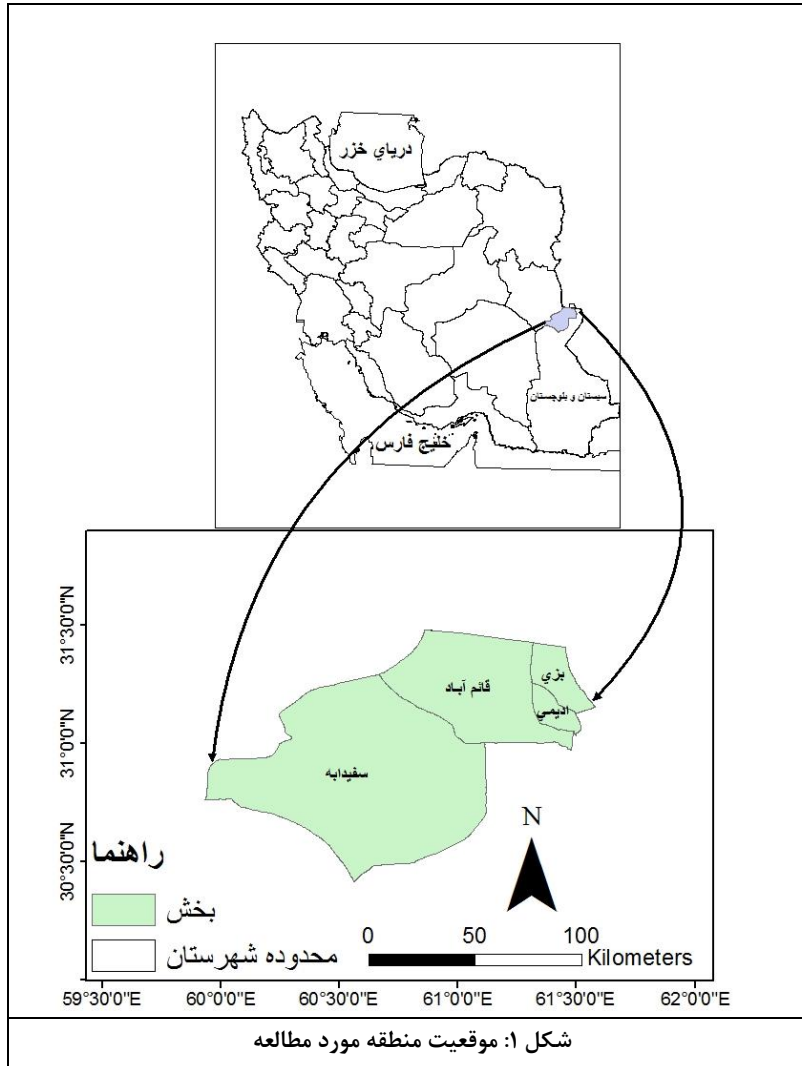 درياي خزر
سيستان و بلوچستان
خليج فارس
31°30'0"N
31°0'0"N
30°30'0"N
بزي
قائم آباد
اديمي
سفيدابه
N
راهنما
بخش
محدوده شهرستان
0 50 100
Kilometers
59°30'0"E 60°0'0"E 60°30'0"E 61°0'0"E 61°30'0"E 62°0'0"E
شکل ۱: موقعیت منطقه مورد مطالعه